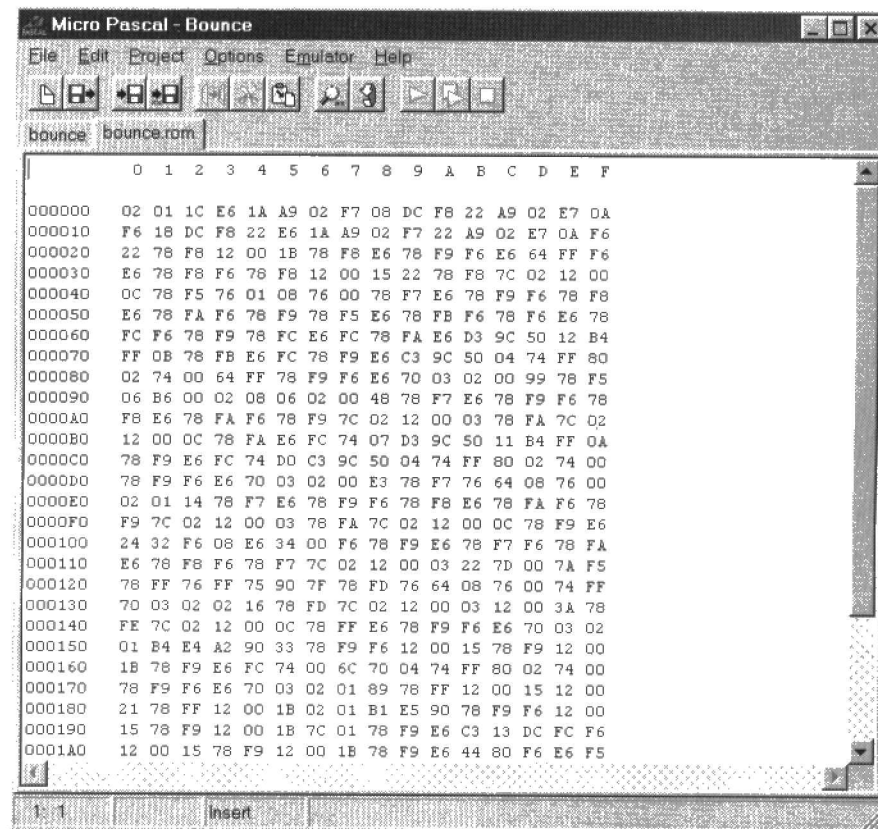 Micro Pascal - Bounce
File Edit Project Options Emulator Help
bounce bounce.rom
0 1 2 3 4 5 6 7 8 9 A B C D E F
000000 02 01 1C E6 1A A9 02 F7 08 DC F8 22 A9 02 E7 0A
000010 F6 18 DC F8 22 E6 1A A9 02 F7 22 A9 02 E7 0A F6
000020 22 78 F8 12 00 1B 78 F8 E6 78 F9 F6 E6 64 FF F6
000030 E6 78 F8 F6 78 F8 12 00 15 22 78 F8 7C 02 12 00
000040 0C 78 F5 76 01 08 76 00 78 F7 E6 78 F9 F6 78 F8
000050 E6 78 FA F6 78 F9 78 F5 E6 78 FB F6 78 F6 E6 78
000060 FC F6 78 F9 78 FC E6 FC 78 FA E6 D3 9C 50 12 B4
000070 FF 0B 78 FB E6 FC 78 F9 E6 C3 9C 50 04 74 FF 80
000080 02 74 00 64 FF 78 F9 F6 E6 70 03 02 00 99 78 F5
000090 06 B6 00 02 08 06 02 00 48 78 F7 E6 78 F9 F6 78
0000A0 F8 E6 78 FA F6 78 F9 7C 02 12 00 03 78 FA 7C 02
0000B0 12 00 0C 78 FA E6 FC 74 07 D3 9C 50 11 B4 FF 0A
0000C0 78 F9 E6 FC 74 D0 C3 9C 50 04 74 FF 80 02 74 00
0000D0 78 F9 F6 E6 70 03 02 00 E3 78 F7 76 64 08 76 00
0000E0 02 01 14 78 F7 E6 78 F9 F6 78 F8 E6 78 FA F6 78
0000F0 F9 7C 02 12 00 03 78 FA 7C 02 12 00 0C 78 F9 E6
000100 24 32 F6 08 E6 34 00 F6 78 F9 E6 78 F7 F6 78 FA
000110 E6 78 F8 F6 78 F7 7C 02 12 00 03 22 7D 00 7A F5
000120 78 FF 76 FF 75 90 7F 78 FD 76 64 08 76 00 74 FF
000130 70 03 02 02 16 78 FD 7C 02 12 00 03 12 00 3A 78
000140 FE 7C 02 12 00 0C 78 FF E6 78 F9 F6 E6 70 03 02
000150 01 B4 E4 A2 90 33 78 F9 F6 12 00 15 78 F9 12 00
000160 1B 78 F9 E6 FC 74 00 6C 70 04 74 FF 80 02 74 00
000170 78 F9 F6 E6 70 03 02 01 89 78 FF 12 00 15 12 00
000180 21 78 FF 12 00 1B 02 01 B1 E5 90 78 F9 F6 12 00
000190 15 78 F9 12 00 1B 7C 01 78 F9 E6 C3 13 DC FC F6
0001A0 12 00 15 78 F9 12 00 1B 78 F9 E6 44 80 F6 E6 F5
1: 1 Insert